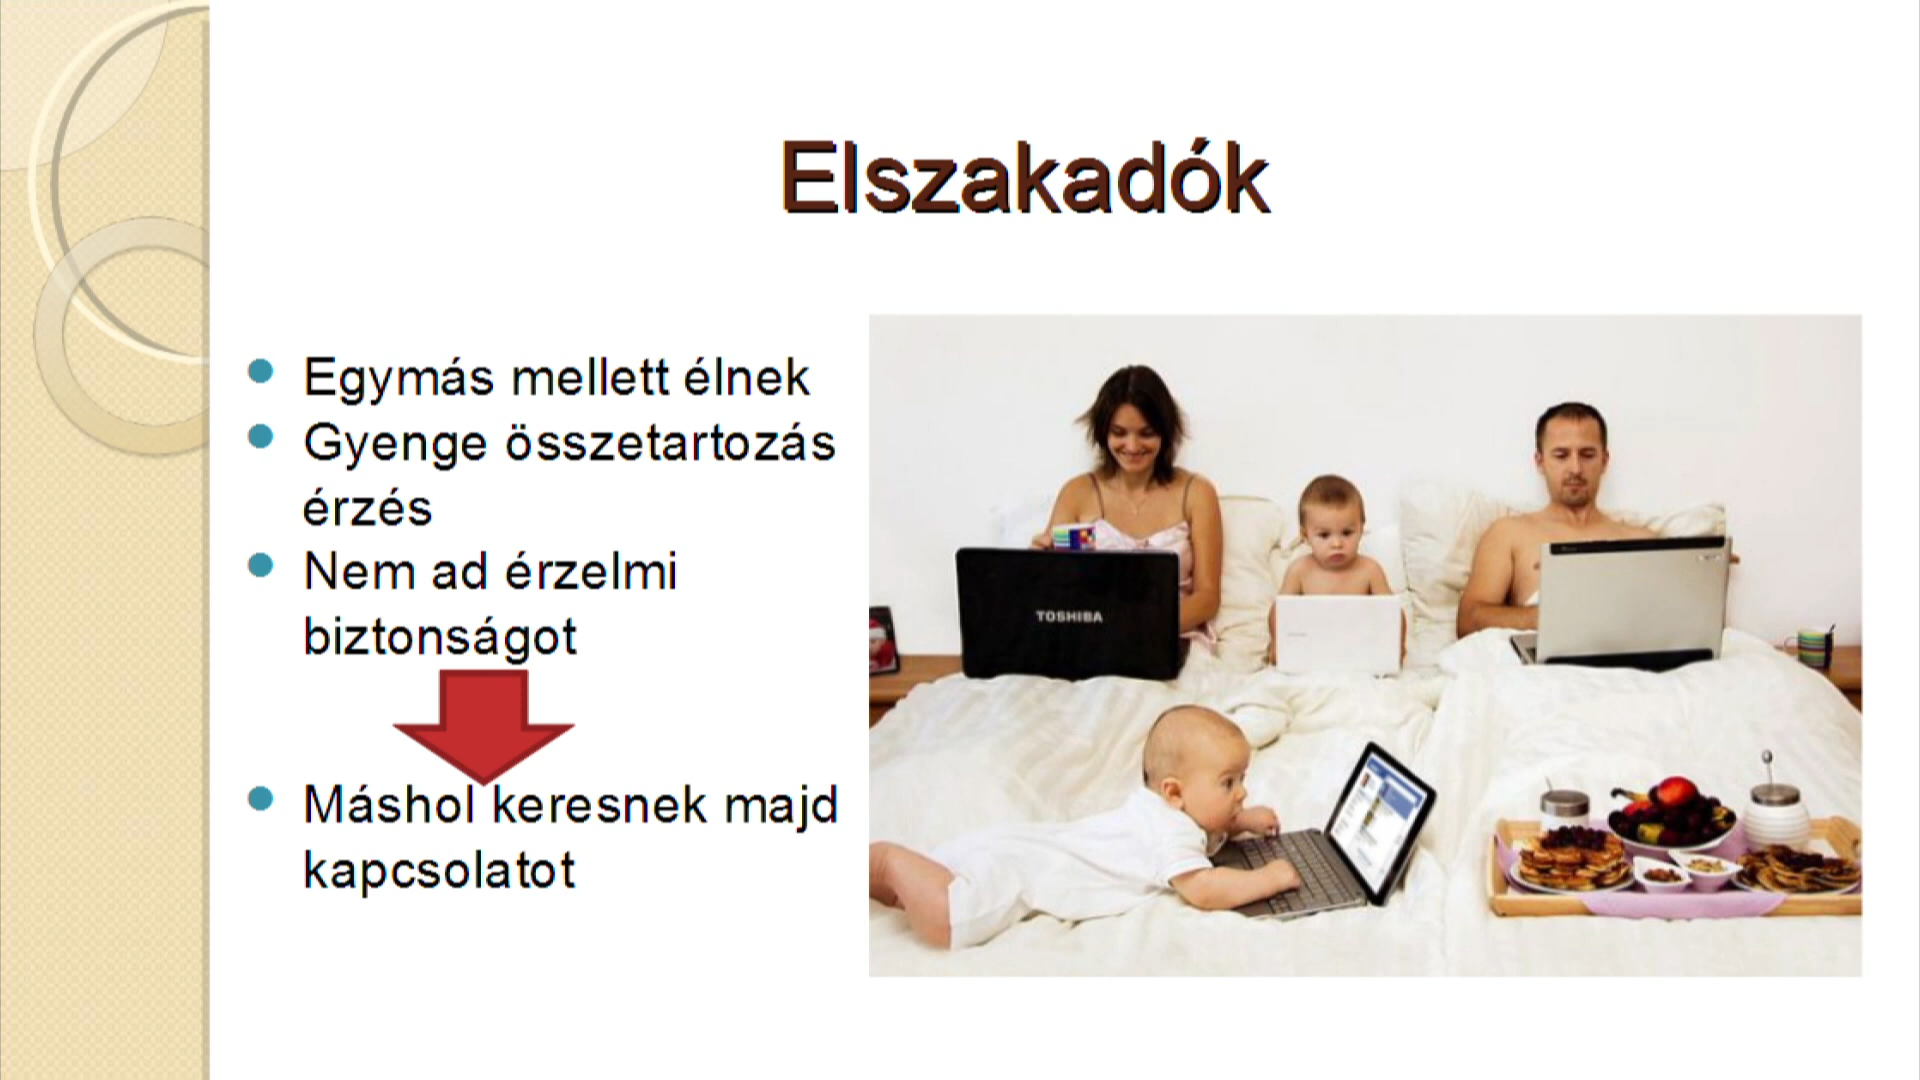 Elszakadók
Egymás mellett élnek
Gyenge összetartozás
érzés
Nem ad érzelmi
biztonságot
Máshol keresnek majd
kapcsolatot
TOSHIBA